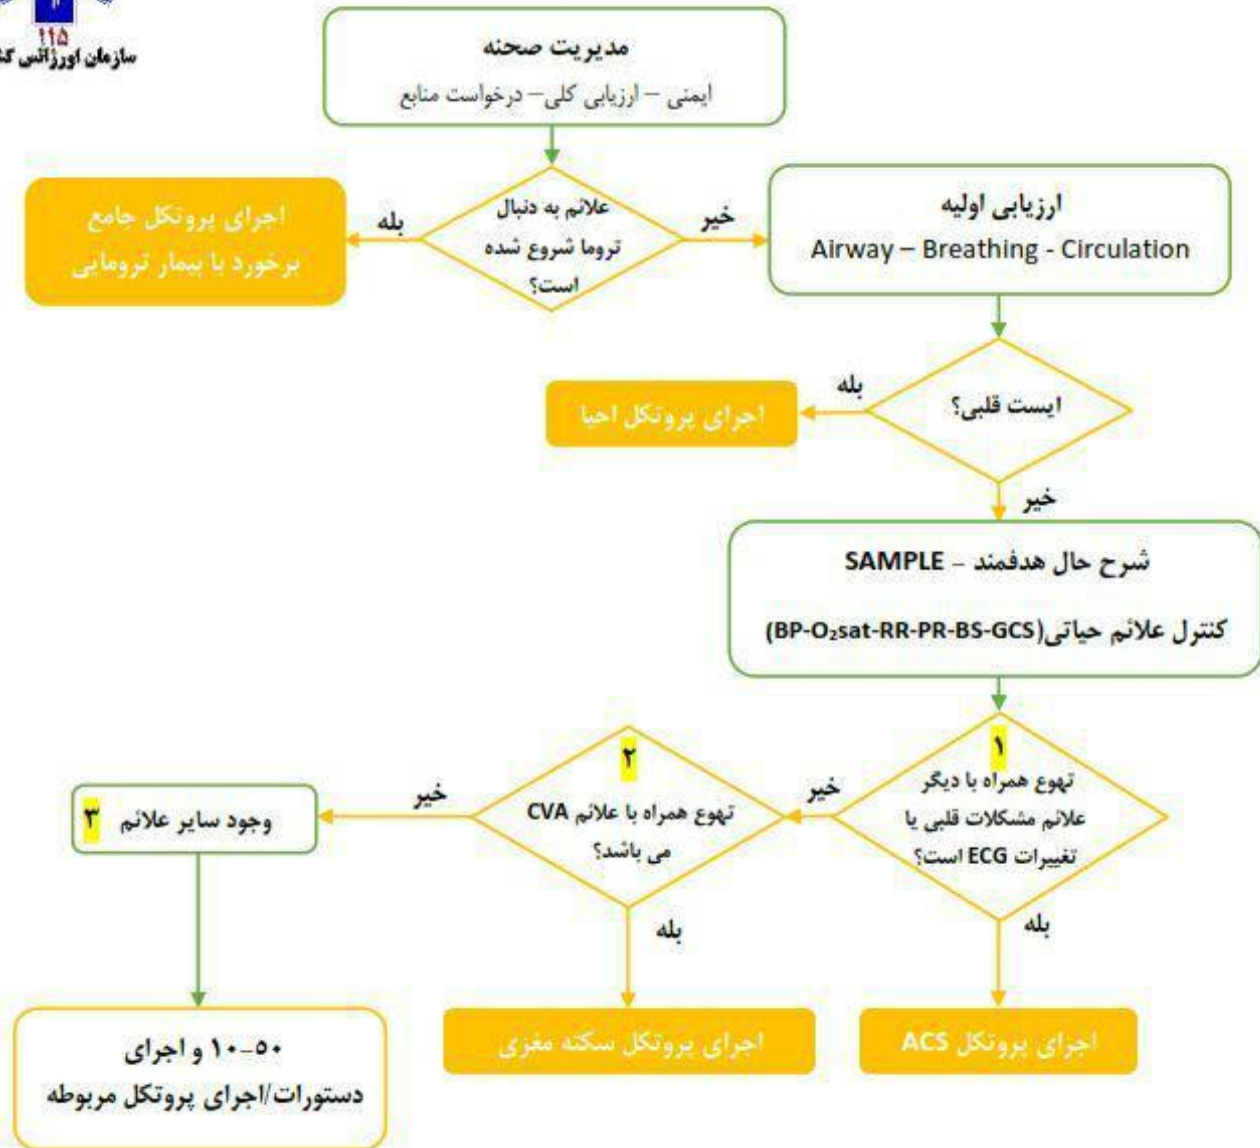 ۱۱۵
سازمان اورژانس
مدیریت صحنه
ایمنی – ارزیابی کلی – درخواست منابع
علائم به دنبال
تروما شروع شده
است؟
بله
خیر
اجرای پروتکل جامع
برخورد با بیمار ترومایی
ارزیابی اولیه
Airway – Breathing - Circulation
ایست قلبی؟
بله
اجرای پروتکل احیا
خیر
شرح حال هدفمند – SAMPLE
کنترل علائم حیاتی(BP-O₂sat-RR-PR-BS-GCS)
۱
تهوع همراه با دیگر
علائم مشکلات قلبی یا
تغییرات ECG است؟
خیر
بله
اجرای پروتکل ACS
۲
تهوع همراه با علائم CVA
می باشد؟
خیر
بله
اجرای پروتکل سکته مغزی
وجود سایر علائم ۳
۱۰-۵۰ و اجرای
دستورات/اجرای پروتکل مربوطه